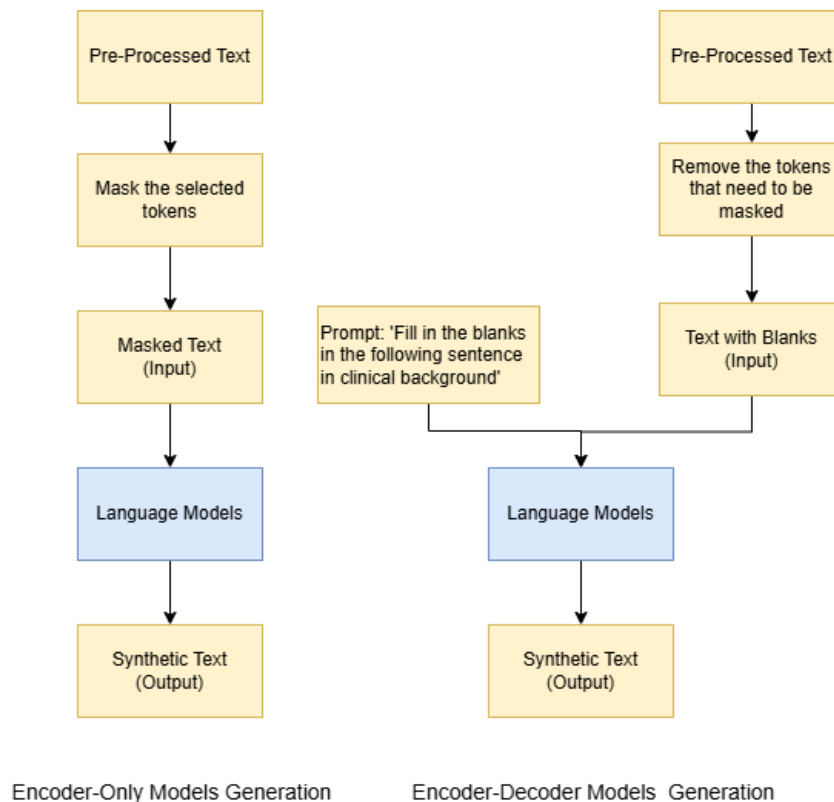 Pre-Processed Text
Mask the selected
tokens
Masked Text
(Input)
Language Models
Synthetic Text
(Output)
Encoder-Only Models Generation
Pre-Processed Text
Remove the tokens
that need to be
masked
Prompt: 'Fill in the blanks
in the following sentence
in clinical background'
Text with Blanks
(Input)
Language Models
Synthetic Text
(Output)
Encoder-Decoder Models Generation